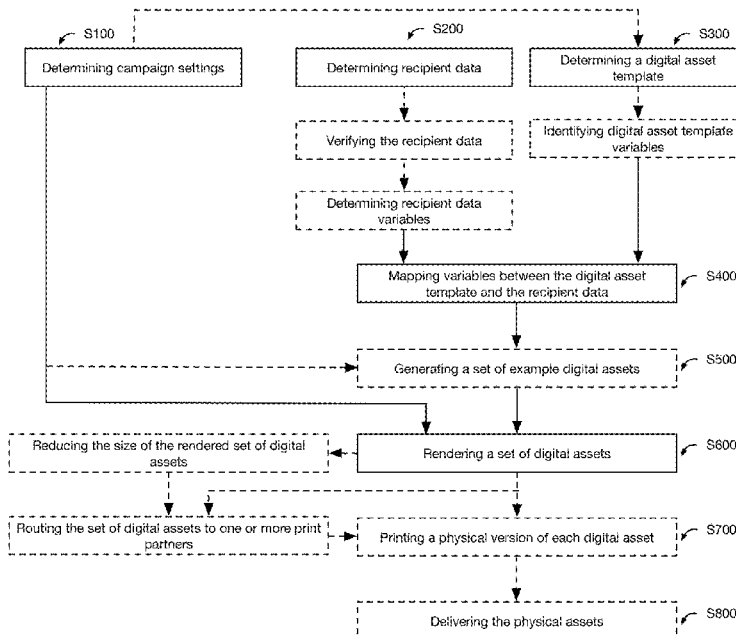 S100
S200
S300
Determining campaign settings
Determining recipient data
Determining a digital asset
template
Verifying the recipient data
Identifying digital asset template
variables
Determining recipient data
variables
Mapping variables between the digital asset
template and the recipient data
S400
Generating a set of example digital assets
S500
Reducing the size of the rendered set of digital
assets
Rendering a set of digital assets
S600
Routing the set of digital assets to one or more print
partners
Printing a physical version of each digital asset
S700
Delivering the physical assets
S800